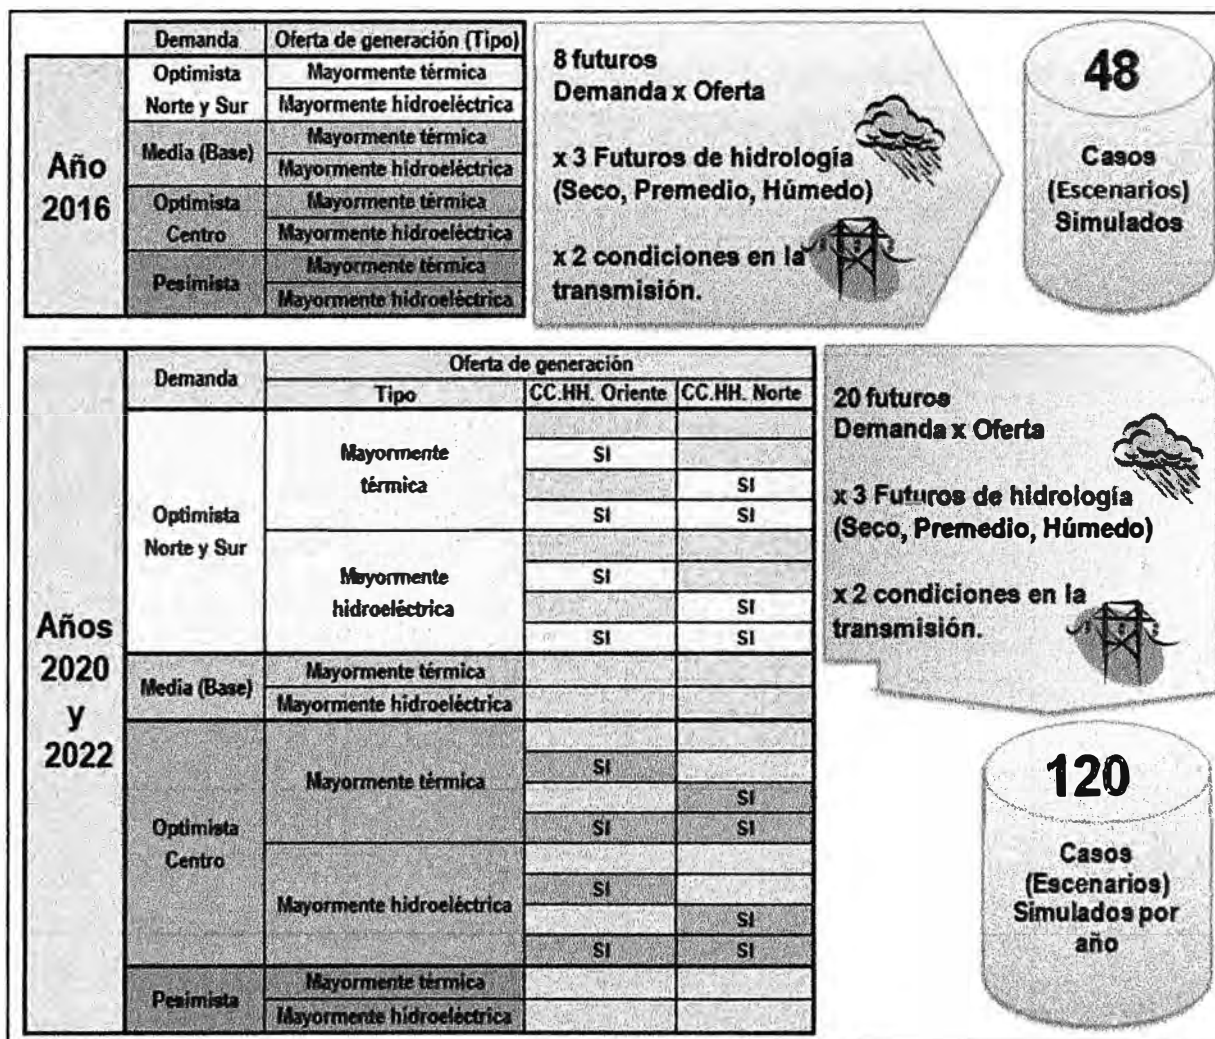 Demanda Oferta de generación (Tipo)
Año
2016
Optimista
Norte y Sur
Mayormente térmica
Mayormente hidroeléctrica
Media (Base)
Mayormente térmica
Mayormente hidroeléctrica
Optimista
Centro
Mayormente térmica
Mayormente hidroeléctrica
Pesimista
Mayormente térmica
Mayormente hidroeléctrica
8 futuros
Demanda x Oferta
x 3 Futuros de hidrología
(Seco, Premedio, Húmedo)
x 2 condiciones en la
transmisión.
48
Casos
(Escenarios)
Simulados
Años
2020
y
2022
Demanda
Oferta de generación
Tipo CC.HH. Oriente CC.HH. Norte
Optimista
Norte y Sur
Mayormente
térmica
SI
SI
SI SI
Mayormente
hidroeléctrica
SI
SI
SI SI
Media (Base)
Mayormente térmica
Mayormente hidroeléctrica
Optimista
Centro
Mayormente térmica
SI
SI
SI SI
Mayormente hidroeléctrica
SI
SI
SI SI
Pesimista
Mayormente térmica
Mayormente hidroeléctrica
20 futuros
Demanda x Oferta
x 3 Futuros de hidrología
(Seco, Premedio, Húmedo)
x 2 condiciones en la
transmisión.
120
Casos
(Escenarios)
Simulados por
año